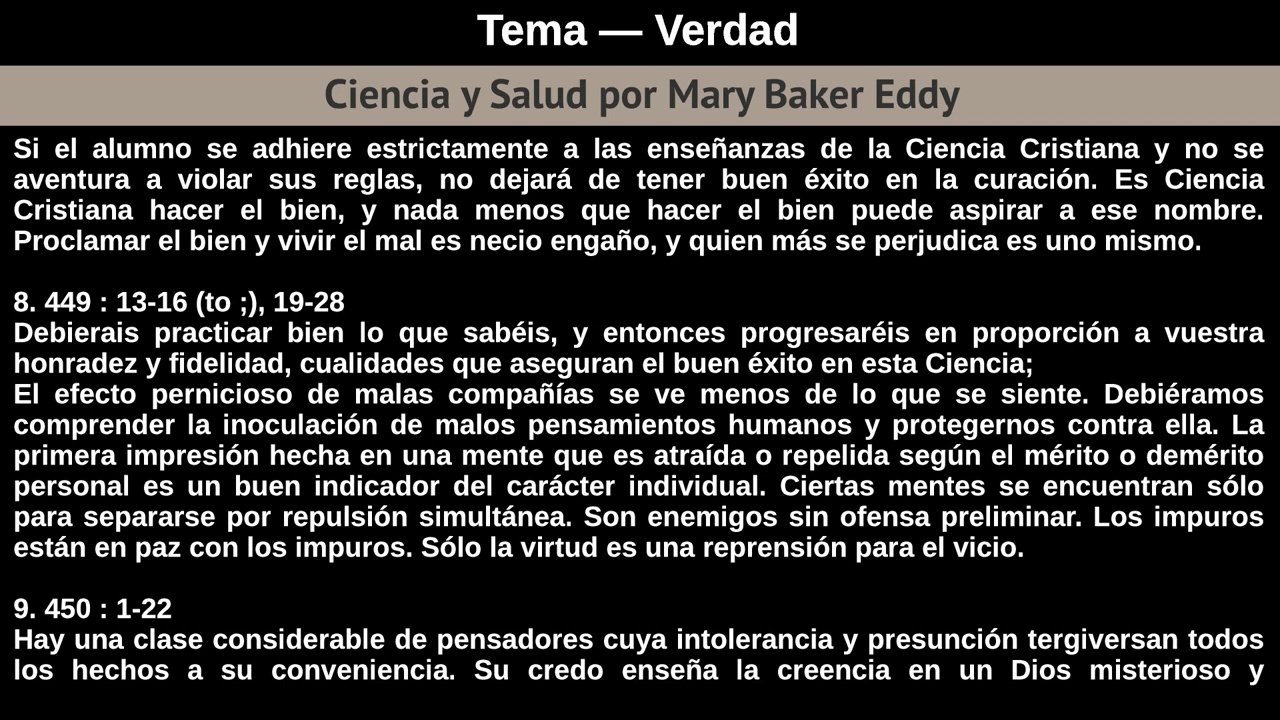 Tema — Verdad
Ciencia y Salud por Mary Baker Eddy
Si el alumno se adhiere estrictamente a las enseñanzas de la Ciencia Cristiana y no se
aventura a violar sus reglas, no dejará de tener buen éxito en la curación. Es Ciencia
Cristiana hacer el bien, y nada menos que hacer el bien puede aspirar a ese nombre.
Proclamar el bien y vivir el mal es necio engaño, y quien más se perjudica es uno mismo.
8. 449 : 13-16 (to ;), 19-28
Debierais practicar bien lo que sabéis, y entonces progresaréis en proporción a vuestra
honradez y fidelidad, cualidades que aseguran el buen éxito en esta Ciencia;
El efecto pernicioso de malas compañías se ve menos de lo que se siente. Debiéramos
comprender la inoculación de malos pensamientos humanos y protegernos contra ella. La
primera impresión hecha en una mente que es atraída o repelida según el mérito o demérito
personal es un buen indicador del carácter individual. Ciertas mentes se encuentran sólo
para separarse por repulsión simultánea. Son enemigos sin ofensa preliminar. Los impuros
están en paz con los impuros. Sólo la virtud es una reprensión para el vicio.
9. 450 : 1-22
Hay una clase considerable de pensadores cuya intolerancia y presunción tergiversan todos
los hechos a su conveniencia. Su credo enseña la creencia en un Dios misterioso y